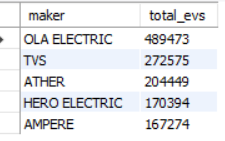 maker total_evs
OLA ELECTRIC 489473
TVS 272575
ATHER 204449
HERO ELECTRIC 170394
AMPERE 167274